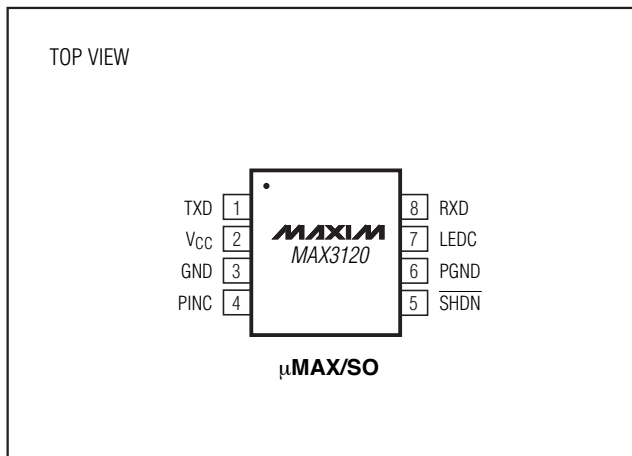 TOP VIEW
TXD 1
VCC 2
GND 3
PINC 4
MAXIM
MAX3120
8 RXD
7 LEDC
6 PGND
5 S̅H̅D̅N̅
µMAX/SO